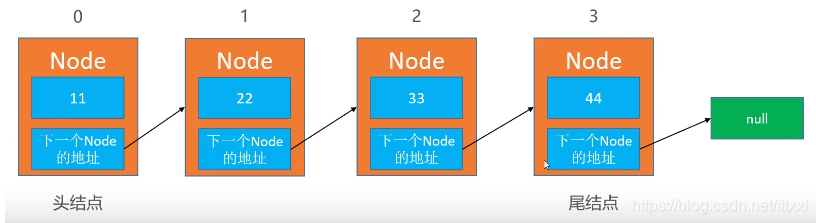 0
1
2
3
Node
11
下一个Node
的地址
Node
22
下一个Node
的地址
Node
33
下一个Node
的地址
Node
44
下一个Node
的地址
null
头结点
尾结点
https://blog.csdn.net/tttxxl